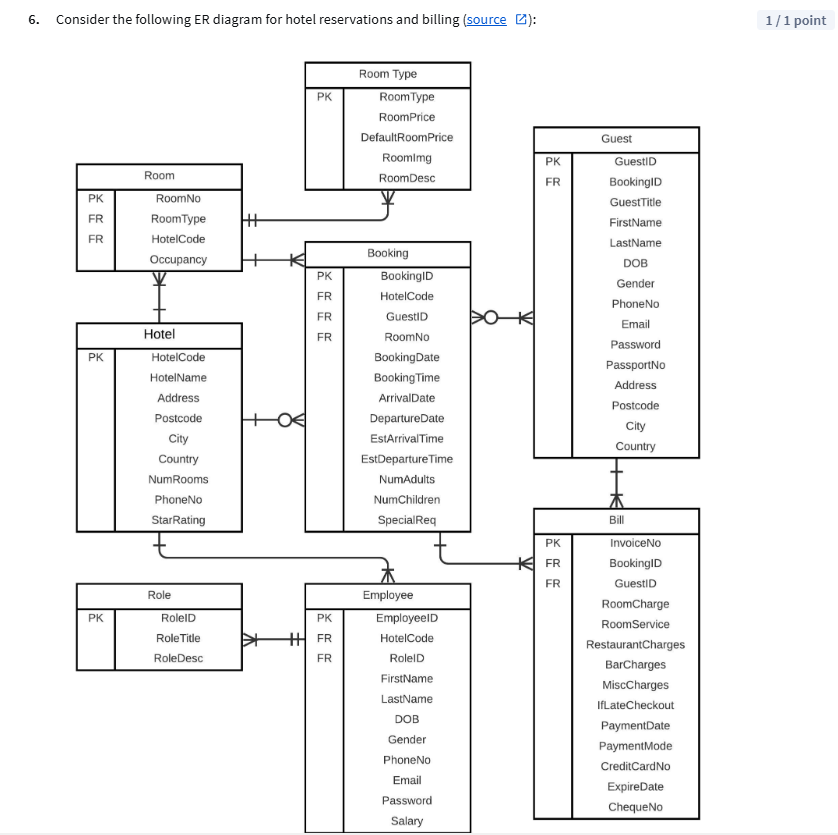 6. Consider the following ER diagram for hotel reservations and billing (source ):
1 / 1 point
Room Type
PK RoomType
RoomPrice
DefaultRoomPrice
RoomImg
RoomDesc
Guest
PK GuestID
FR BookingID
GuestTitle
FirstName
LastName
DOB
Gender
PhoneNo
Email
Password
PassportNo
Address
Postcode
City
Country
Room
PK RoomNo
FR RoomType
FR HotelCode
Occupancy
Booking
PK BookingID
FR HotelCode
FR GuestID
FR RoomNo
BookingDate
BookingTime
ArrivalDate
DepartureDate
EstArrivalTime
EstDepartureTime
NumAdults
NumChildren
SpecialReq
Hotel
PK HotelCode
HotelName
Address
Postcode
City
Country
NumRooms
PhoneNo
StarRating
Bill
PK InvoiceNo
FR BookingID
FR GuestID
RoomCharge
RoomService
RestaurantCharges
BarCharges
MiscCharges
IfLateCheckout
PaymentDate
PaymentMode
CreditCardNo
ExpireDate
ChequeNo
Role
PK RoleID
RoleTitle
RoleDesc
Employee
PK EmployeeID
FR HotelCode
FR RoleID
FirstName
LastName
DOB
Gender
PhoneNo
Email
Password
Salary